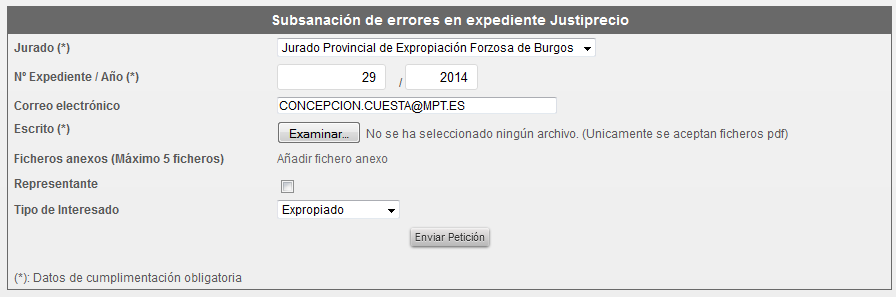 Subsanación de errores en expediente Justiprecio
Jurado (*) Jurado Provincial de Expropiación Forzosa de Burgos
Nº Expediente / Año (*) 29 / 2014
Correo electrónico CONCEPCION.CUESTA@MPT.ES
Escrito (*) Examinar... No se ha seleccionado ningún archivo. (Unicamente se aceptan ficheros pdf)
Ficheros anexos (Máximo 5 ficheros) Añadir fichero anexo
Representante
Tipo de Interesado Expropiado
Enviar Petición
(*): Datos de cumplimentación obligatoria